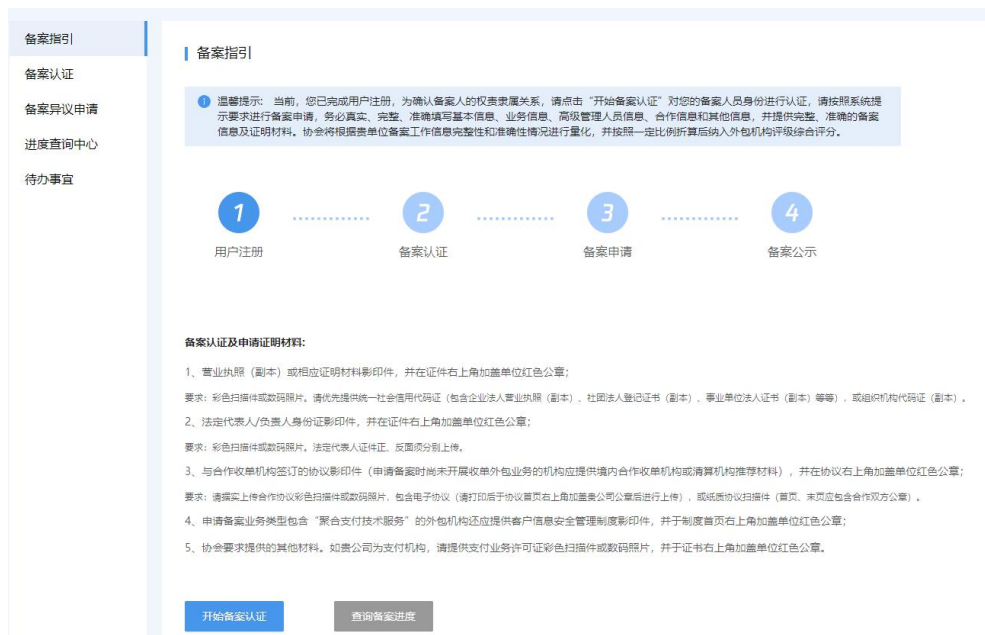 备案指引
备案认证
备案异议申请
进度查询中心
待办事宜
备案指引
温馨提示： 当前，您已完成用户注册，为确认备案人的权责隶属关系，请点击“开始备案认证”对您的备案人员身份进行认证，请按照系统提
示要求进行备案申请，务必真实、完整、准确填写基本信息、业务信息、高级管理人员信息、合作信息和其他信息，并提供完整、准确的备案
信息及证明材料。协会将根据贵单位备案工作信息完整性和准确性情况进行量化，并按照一定比例折算后纳入外包机构评级综合评分。
1 2 3 4
用户注册 备案认证 备案申请 备案公示
备案认证及申请证明材料：
1、营业执照（副本）或相应证明材料影印件，并在证件右上角加盖单位红色公章；
要求：彩色扫描件或数码照片。请优先提供统一社会信用代码证（包含企业法人营业执照（副本）、社团法人登记证书（副本）、事业单位法人证书（副本）等等），或组织机构代码证（副本）。
2、法定代表人/负责人身份证影印件，并在证件右上角加盖单位红色公章；
要求：彩色扫描件或数码照片。法定代表人证件正、反面须分别上传。
3、与合作收单机构签订的协议影印件（申请备案时尚未开展收单外包业务的机构应提供境内合作收单机构或清算机构推荐材料），并在协议右上角加盖单位红色公章；
要求：请据实上传合作协议彩色扫描件或数码照片，包含电子协议（请打印后于协议首页右上角加盖贵公司公章后进行上传），或纸质协议扫描件（首页、末页应包含合作双方公章）。
4、申请备案业务类型包含“聚合支付技术服务”的外包机构还应提供客户信息安全管理制度影印件，并于制度首页右上角加盖单位红色公章；
5、协会要求提供的其他材料。如贵公司为支付机构，请提供支付业务许可证彩色扫描件或数码照片，并于证书右上角加盖单位红色公章。
开始备案认证 查询备案进度